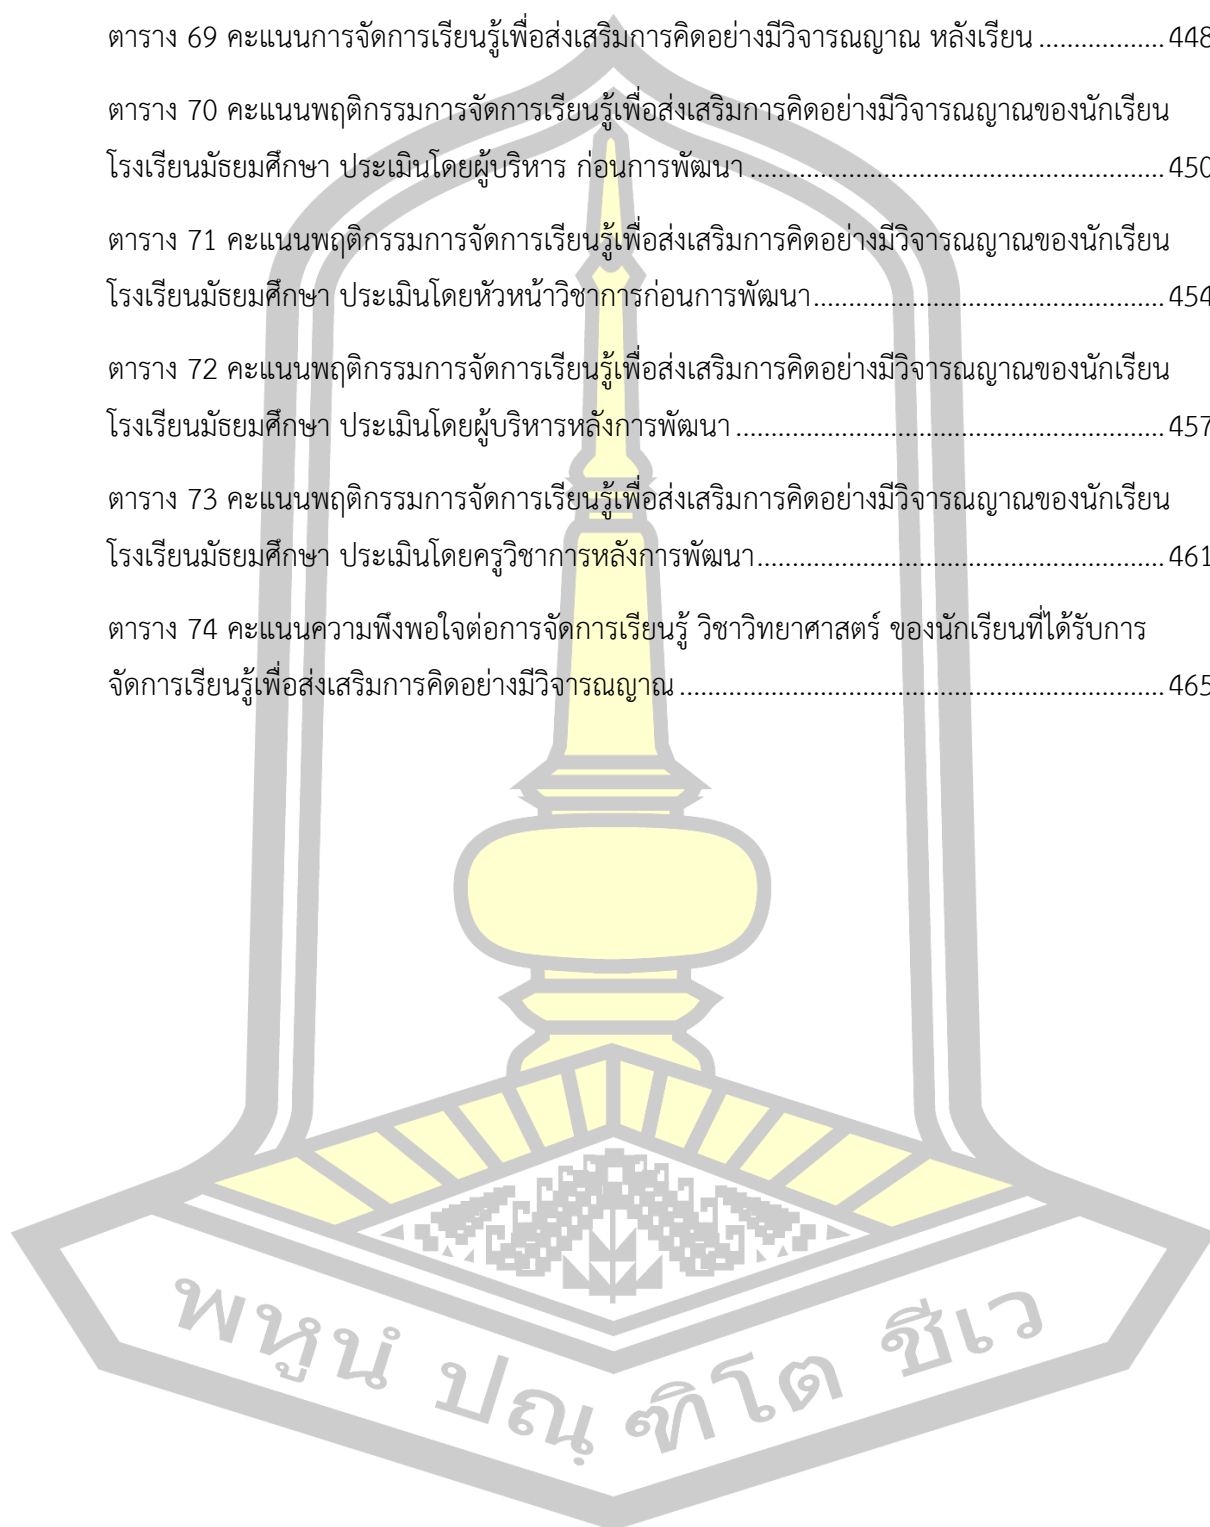 ตาราง 69 คะแนนการจัดการเรียนรู้เพื่อส่งเสริมการคิดอย่างมีวิจารณญาณ หลังเรียน .................. 448
ตาราง 70 คะแนนพฤติกรรมการจัดการเรียนรู้เพื่อส่งเสริมการคิดอย่างมีวิจารณญาณของนักเรียน
โรงเรียนมัธยมศึกษา ประเมินโดยผู้บริหาร ก่อนการพัฒนา ........................................................... 450
ตาราง 71 คะแนนพฤติกรรมการจัดการเรียนรู้เพื่อส่งเสริมการคิดอย่างมีวิจารณญาณของนักเรียน
โรงเรียนมัธยมศึกษา ประเมินโดยหัวหน้าวิชาการก่อนการพัฒนา.................................................. 454
ตาราง 72 คะแนนพฤติกรรมการจัดการเรียนรู้เพื่อส่งเสริมการคิดอย่างมีวิจารณญาณของนักเรียน
โรงเรียนมัธยมศึกษา ประเมินโดยผู้บริหารหลังการพัฒนา ............................................................. 457
ตาราง 73 คะแนนพฤติกรรมการจัดการเรียนรู้เพื่อส่งเสริมการคิดอย่างมีวิจารณญาณของนักเรียน
โรงเรียนมัธยมศึกษา ประเมินโดยครูวิชาการหลังการพัฒนา.......................................................... 461
ตาราง 74 คะแนนความพึงพอใจต่อการจัดการเรียนรู้ วิชาวิทยาศาสตร์ ของนักเรียนที่ได้รับการ
จัดการเรียนรู้เพื่อส่งเสริมการคิดอย่างมีวิจารณญาณ ..................................................................... 465
พหูนํ ปณฺฑิโต ชีเว